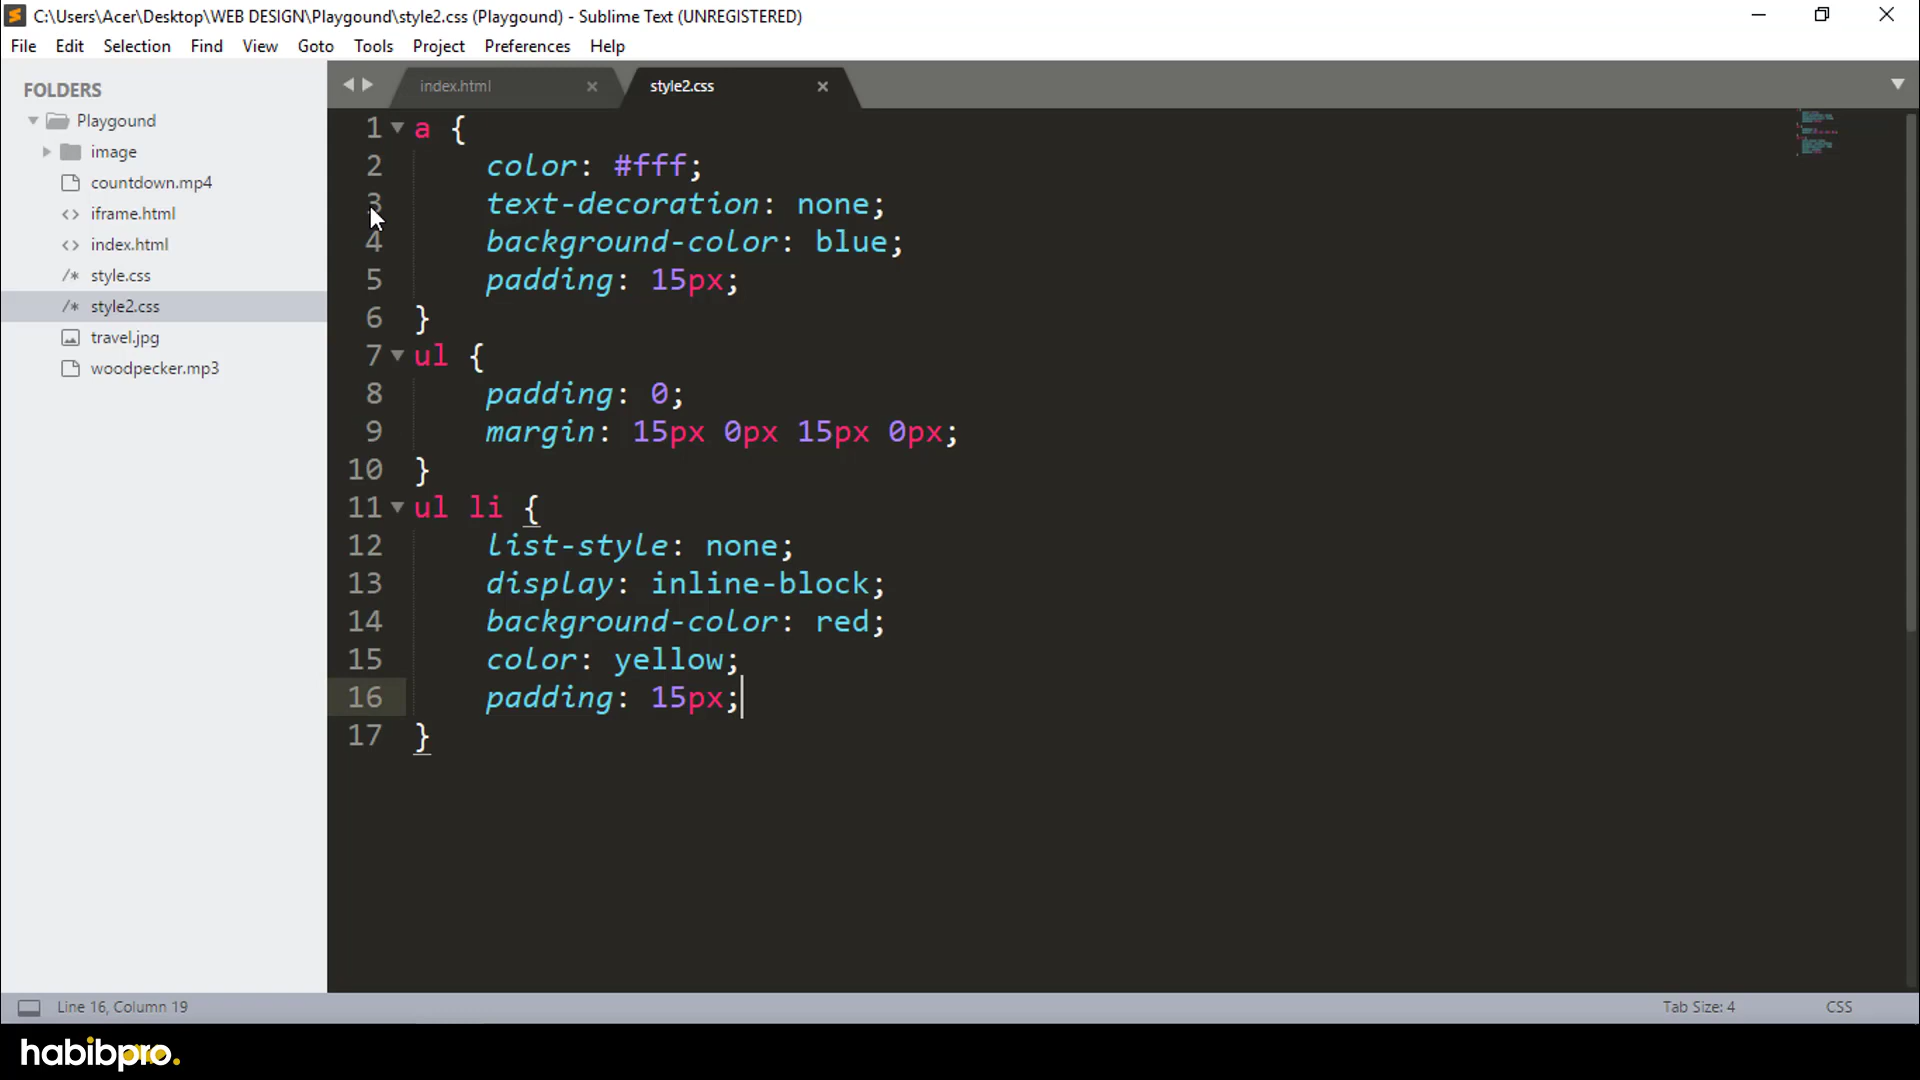 C:\Users\Acer\Desktop\WEB DESIGN\Playgound\style2.css (Playgound) - Sublime Text (UNREGISTERED)
File Edit Selection Find View Goto Tools Project Preferences Help
FOLDERS
Playgound
image
countdown.mp4
iframe.html
index.html
/* style.css
/* style2.css
travel.jpg
woodpecker.mp3
index.html style2.css
1 a {
2 color: #fff;
3 text-decoration: none;
4 background-color: blue;
5 padding: 15px;
6 }
7 ul {
8 padding: 0;
9 margin: 15px 0px 15px 0px;
10 }
11 ul li {
12 list-style: none;
13 display: inline-block;
14 background-color: red;
15 color: yellow;
16 padding: 15px;
17 }
Line 16, Column 19 Tab Size: 4 CSS
habibpro.